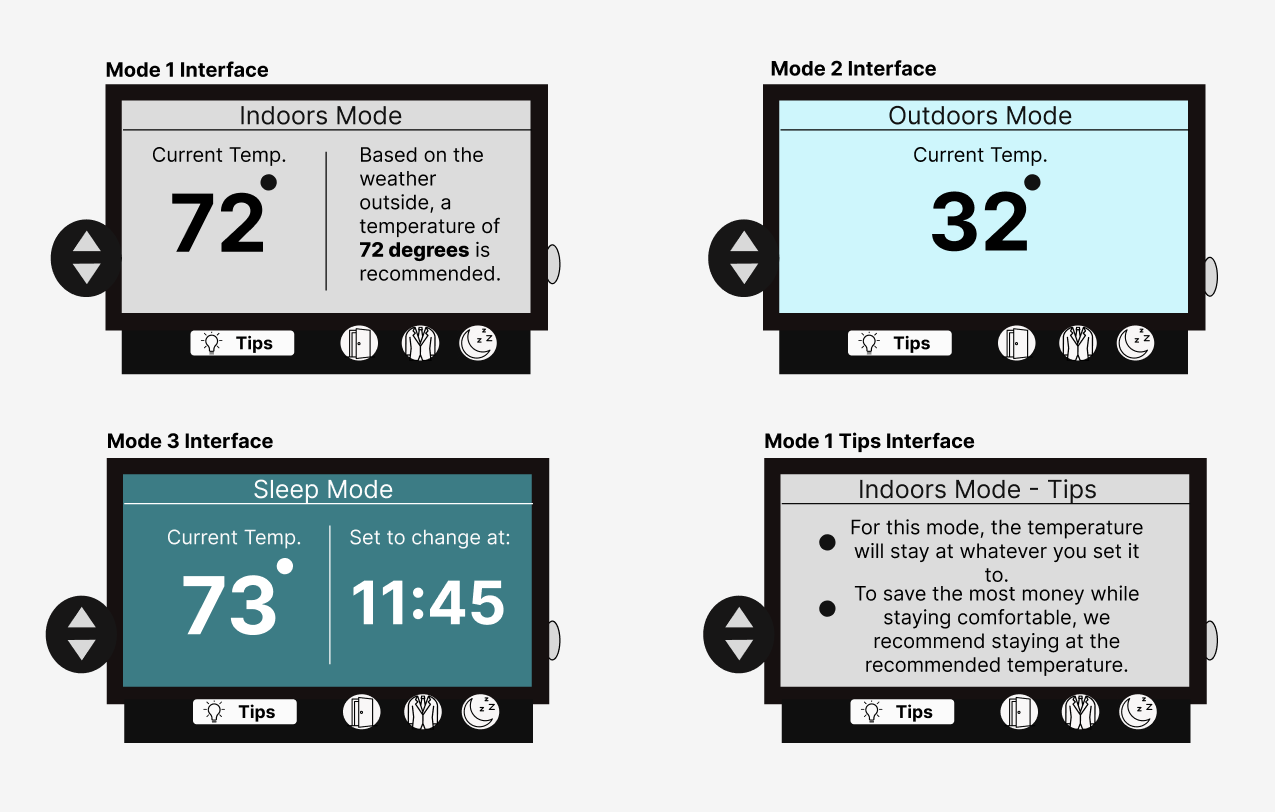 Mode 1 Interface
Indoors Mode
Current Temp.
72
Based on the
weather
outside, a
temperature of
72 degrees is
recommended.
Tips
z
z
Mode 2 Interface
Outdoors Mode
Current Temp.
32
Tips
z
z
Mode 3 Interface
Sleep Mode
Current Temp.
73
Set to change at:
11:45
Tips
z
z
Mode 1 Tips Interface
Indoors Mode - Tips
For this mode, the temperature
will stay at whatever you set it
to.
To save the most money while
staying comfortable, we
recommend staying at the
recommended temperature.
Tips
z
z